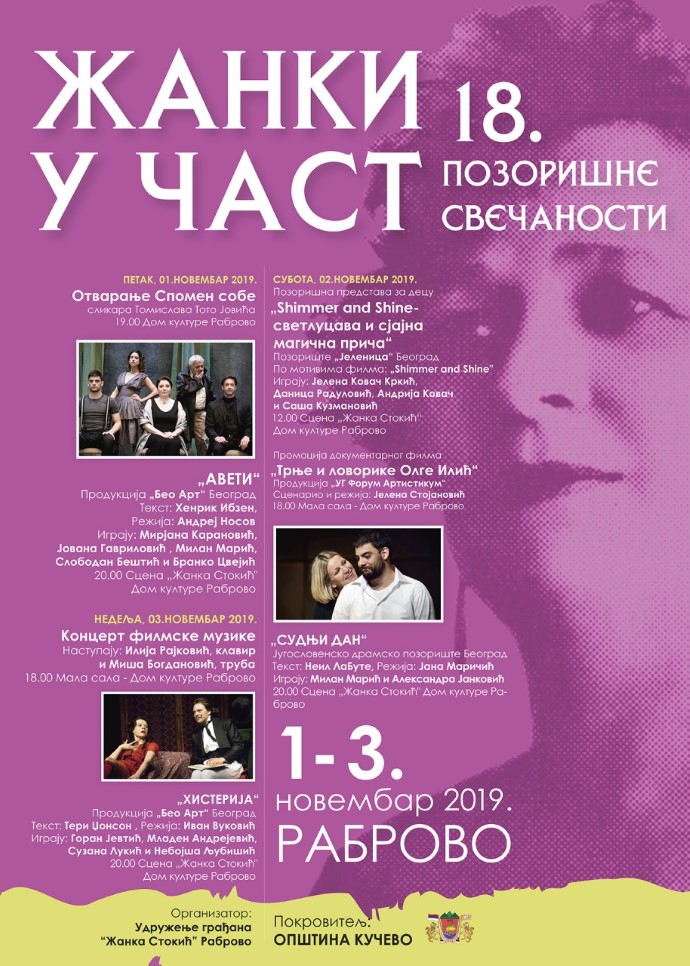 ЖАНКИ
У ЧАСТ
18.
ПОЗОРИШНЕ
СВЕЧАНОСТИ
ПЕТАК, 01.НОВЕМБАР 2019.
Отварање Спомен собе
сликара Томислава Тото Јовића
19.00 Дом културе Раброво
„АВЕТИ“
Продукција „Бео Арт“ Београд
Текст: Хенрик Ибзен,
Режија: Андреј Носов
Играју: Мирјана Карановић,
Јована Гавриловић , Милан Марић,
Слободан Бештић и Бранко Цвејић
20.00 Сцена „Жанка Стокић“
Дом културе Раброво
НЕДЕЉА, 03.НОВЕМБАР 2019.
Концерт филмске музике
Наступају: Илија Рајковић, клавир
и Миша Богдановић, труба
18.00 Мала сала - Дом културе Раброво
„ХИСТЕРИЈА“
Продукција „Бео Арт“ Београд
Текст: Тери Џонсон , Режија: Иван Вуковић
Играју: Горан Јевтић, Младен Андрејевић,
Сузана Лукић и Небојша Љубишић
20.00 Сцена „Жанка Стокић“
Дом културе Раброво
СУБОТА, 02.НОВЕМБАР 2019.
Позоришна представа за децу
„Shimmer and Shine-
светлуцава и сјајна
магична прича“
Позориште „Јеленица“ Београд
По мотивима филма: „Shimmer and Shine”
Играју: Јелена Ковач Кркић,
Даница Радуловић, Андрија Ковач
и Саша Кузмановић
12.00 Сцена „Жанка Стокић“
Дом културе Раброво
Промоција документарног филма
„Трње и ловорике Олге Илић“
Продукција „УГ Форум Артистикум“
Сценарио и режија: Јелена Стојановић
18.00 Мала сала - Дом културе Раброво
„СУДЊИ ДАН“
Југословенско драмско позориште Београд
Текст: Неил ЛаБуте, Режија: Јана Маричић
Играју: Милан Марић и Александра Јанковић
20.00 Сцена „Жанка Стокић“ Дом културе Ра-
брово
1- 3.
новембар 2019.
РАБРОВО
Организатор:
Удружење грађана
“Жанка Стокић” Раброво
Покровитељ:
ОПШТИНА КУЧЕВО